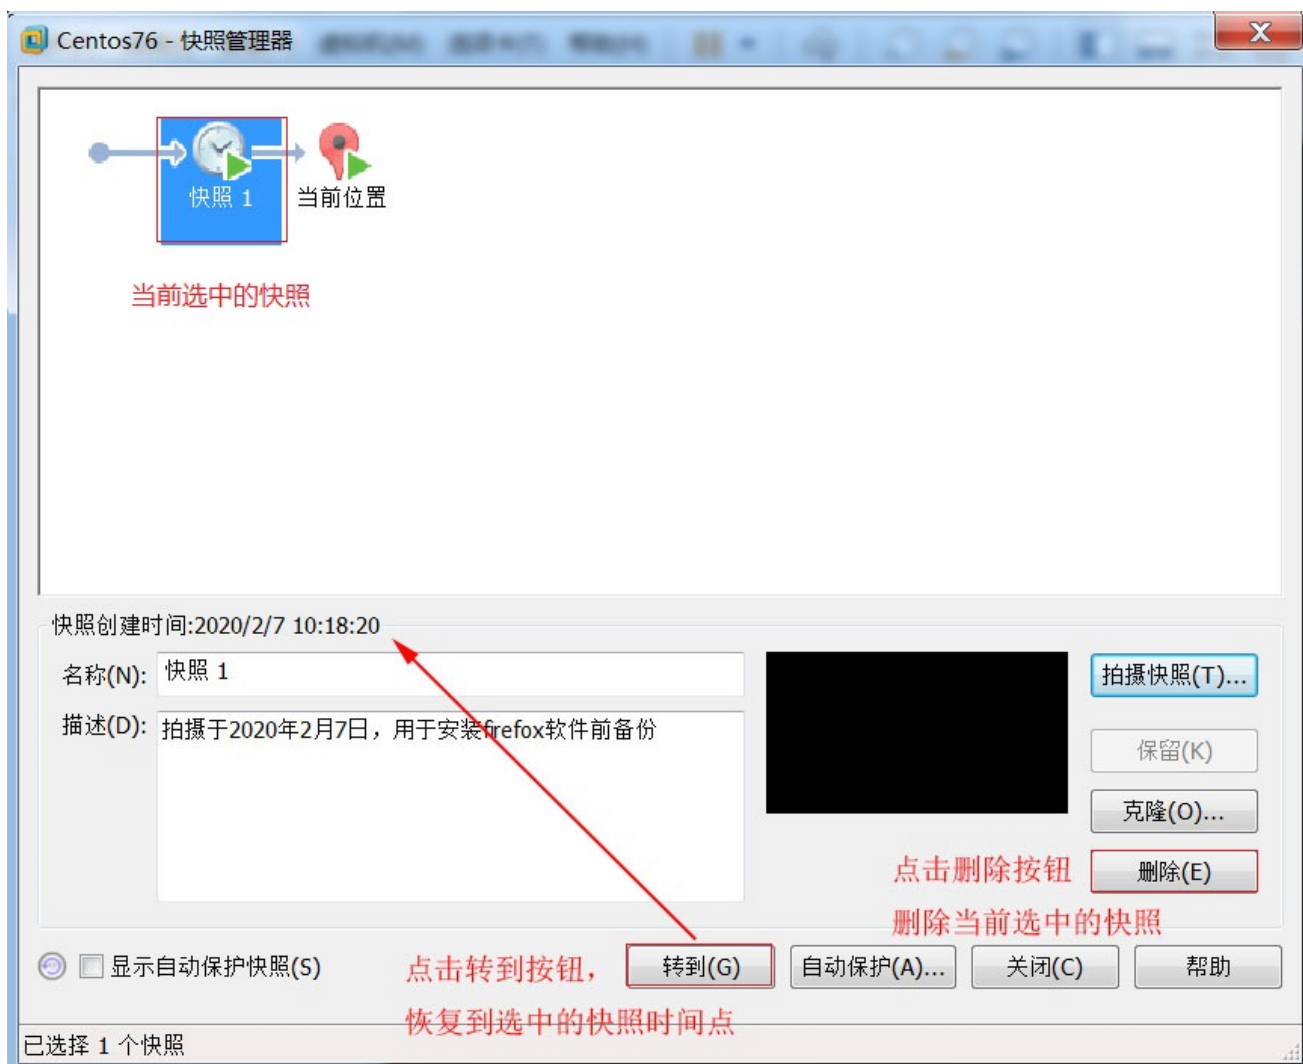 Centos76 - 快照管理器
X
快照 1
当前位置
当前选中的快照
快照创建时间:2020/2/7 10:18:20
名称(N):
快照 1
拍摄快照(T)...
描述(D):
拍摄于2020年2月7日，用于安装firefox软件前备份
保留(K)
克隆(O)...
点击删除按钮
删除(E)
删除当前选中的快照
显示自动保护快照(S)
点击转到按钮，
转到(G)
自动保护(A)...
关闭(C)
帮助
恢复到选中的快照时间点
已选择 1 个快照